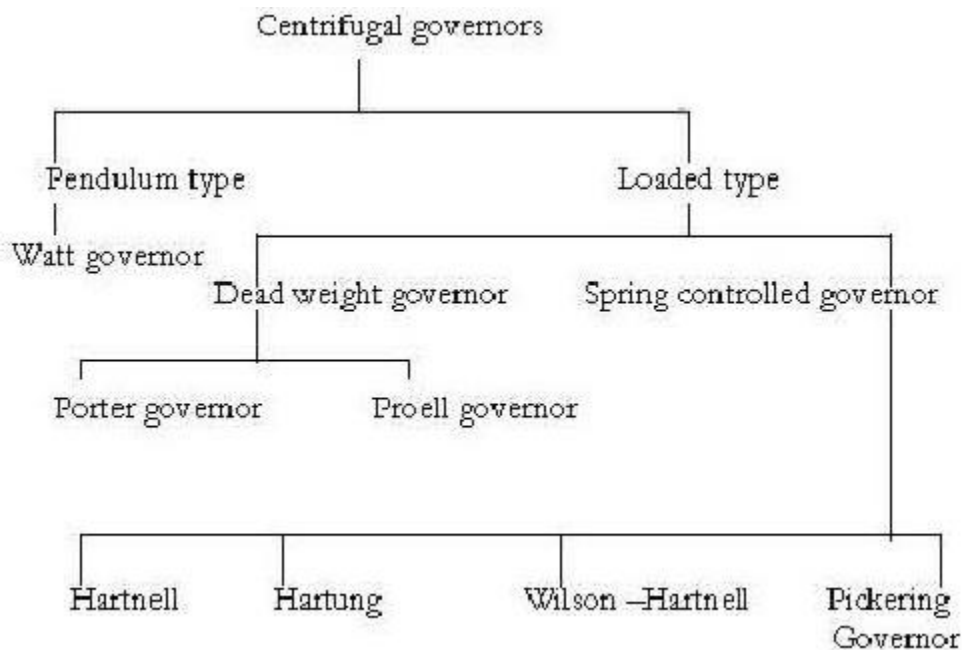 Centrifugal governors
Pendulum type
Loaded type
Watt governor
Dead weight governor
Spring controlled governor
Porter governor
Proell governor
Hartnell
Hartung
Wilson –Hartnell
Pickering
Governor